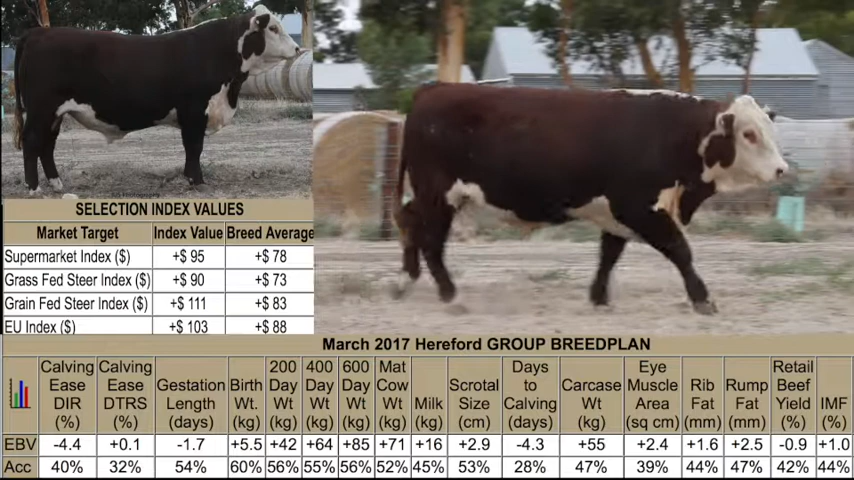 SELECTION INDEX VALUES
Market Target Index Value Breed Average
Supermarket Index ($) +$ 95 +$ 78
Grass Fed Steer Index ($) +$ 90 +$ 73
Grain Fed Steer Index ($) +$ 111 +$ 83
EU Index ($) +$ 103 +$ 88
March 2017 Hereford GROUP BREEDPLAN
Calving Ease DIR (%) Calving Ease DTRS (%) Gestation Length (days) Birth Wt. (kg) 200 Day Wt (kg) 400 Day Wt (kg) 600 Day Wt (kg) Mat Cow Wt (kg) Milk (kg) Scrotal Size (cm) Days to Calving (days) Carcase Wt (kg) Eye Muscle Area (sq cm) Rib Fat (mm) Rump Fat (mm) Retail Beef Yield (%) IMF (%)
EBV -4.4 +0.1 -1.7 +5.5 +42 +64 +85 +71 +16 +2.9 -4.3 +55 +2.4 +1.6 +2.5 -0.9 +1.0
Acc 40% 32% 54% 60% 56% 55% 56% 52% 45% 53% 28% 47% 39% 44% 47% 42% 44%